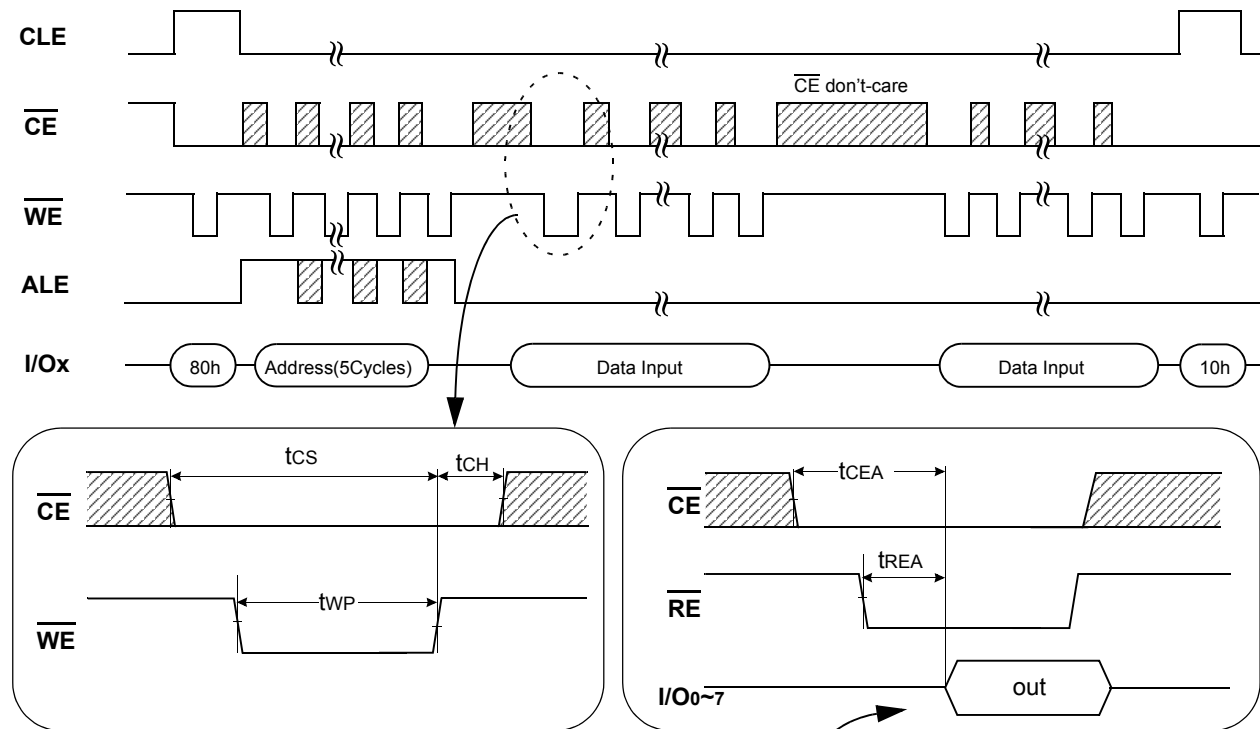 CLE
CE don't-care
CE
WE
ALE
I/Ox 80h Address(5Cycles) Data Input Data Input 10h
tCS tCH
CE
tWP
WE
tCEA
CE
tREA
RE
I/O0~7 out